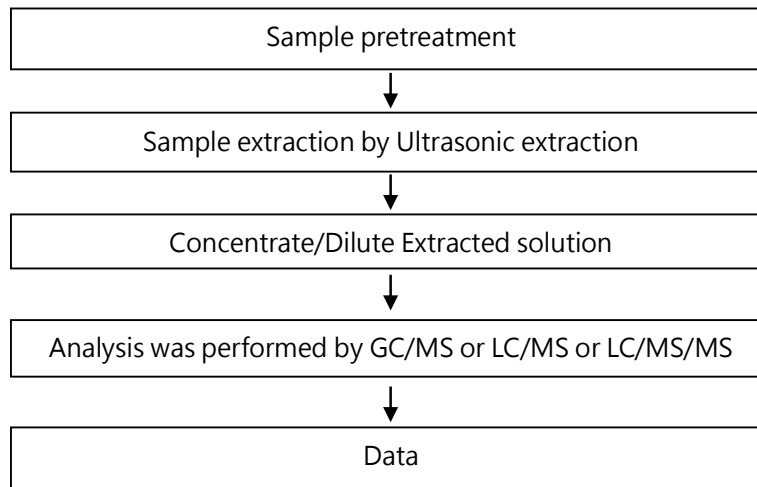 Sample pretreatment
Sample extraction by Ultrasonic extraction
Concentrate/Dilute Extracted solution
Analysis was performed by GC/MS or LC/MS or LC/MS/MS
Data